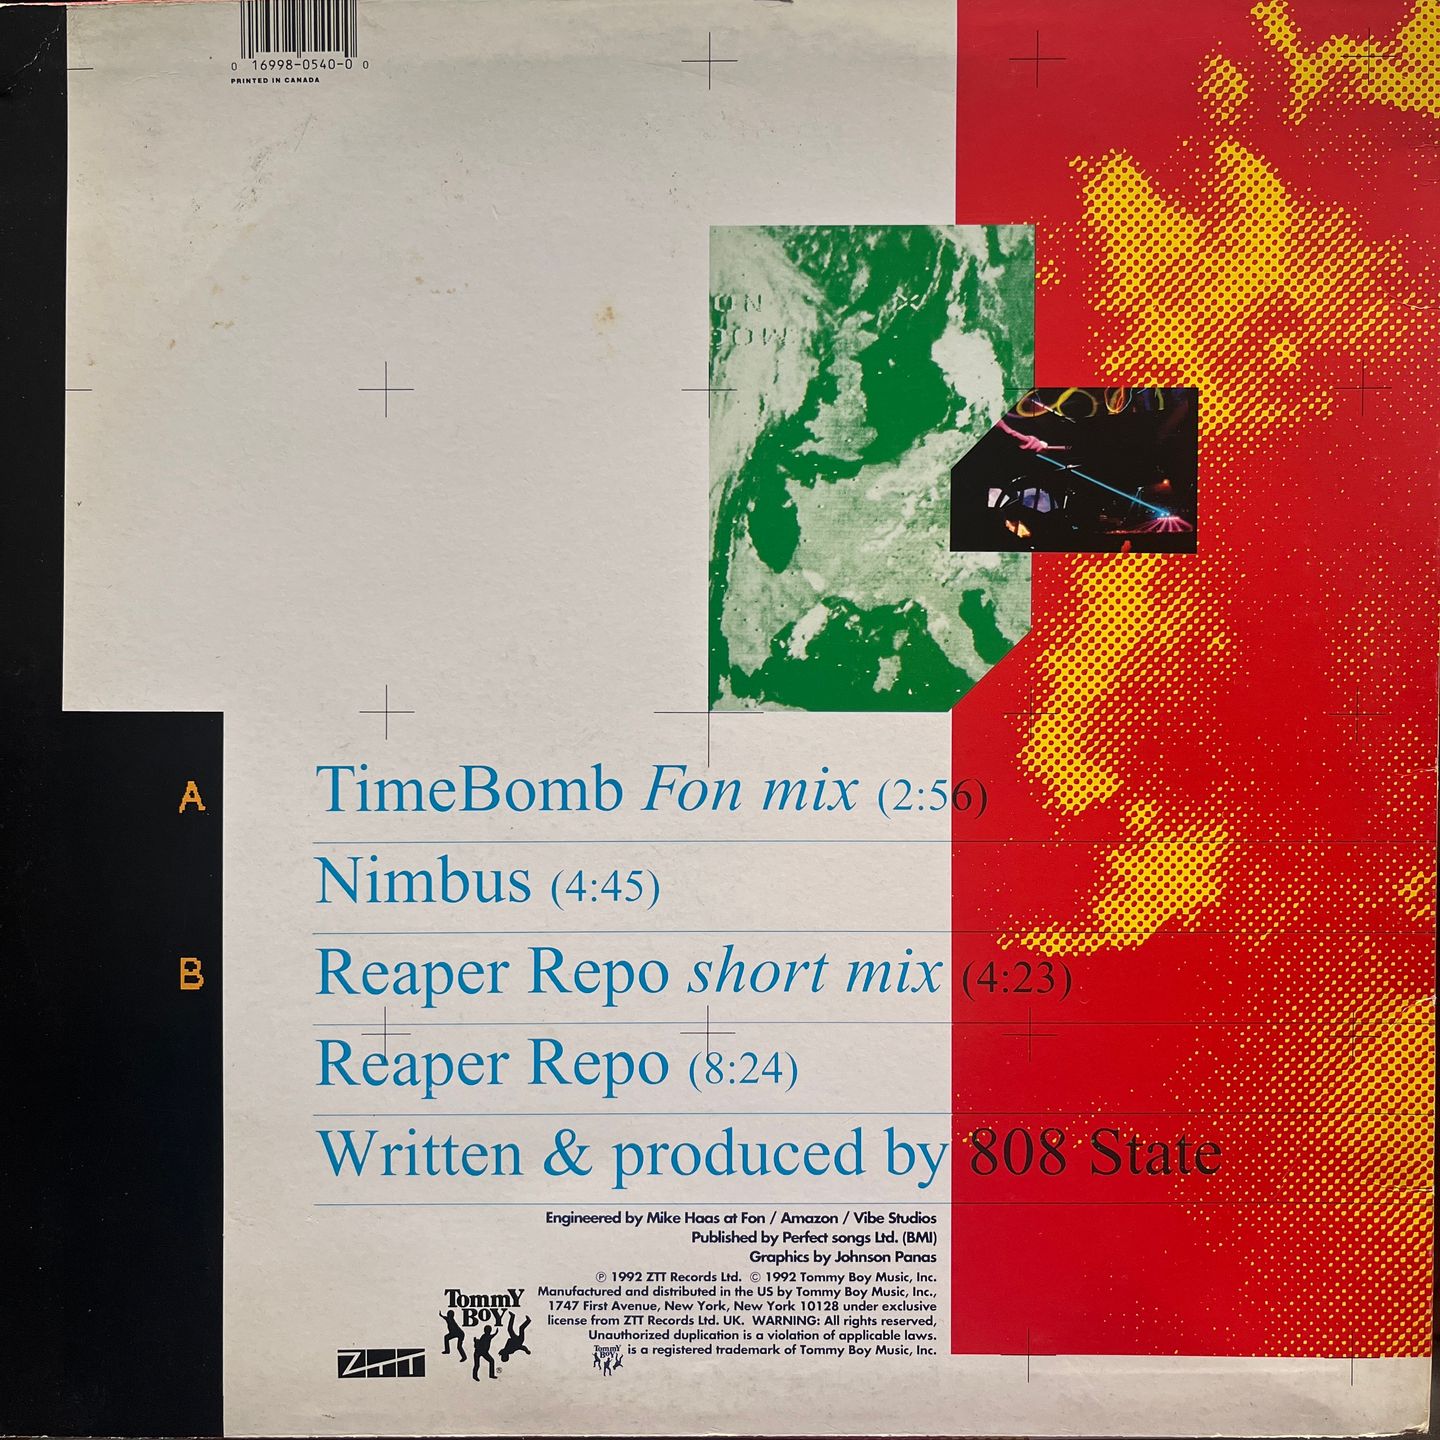 0 16998-0540-0 0
PRINTED IN CANADA
A TimeBomb Fon mix (2:56)
Nimbus (4:45)
B Reaper Repo short mix (4:23)
Reaper Repo (8:24)
Written & produced by 808 State
Engineered by Mike Haas at Fon / Amazon / Vibe Studios
Published by Perfect songs Ltd. (BMI)
Graphics by Johnson Panas
℗ 1992 ZTT Records Ltd. © 1992 Tommy Boy Music, Inc.
Manufactured and distributed in the US by Tommy Boy Music, Inc.,
1747 First Avenue, New York, New York 10128 under exclusive
license from ZTT Records Ltd. UK. WARNING: All rights reserved,
Unauthorized duplication is a violation of applicable laws.
Tommy Boy is a registered trademark of Tommy Boy Music, Inc.
TOMMY
BOY
®
ZTT